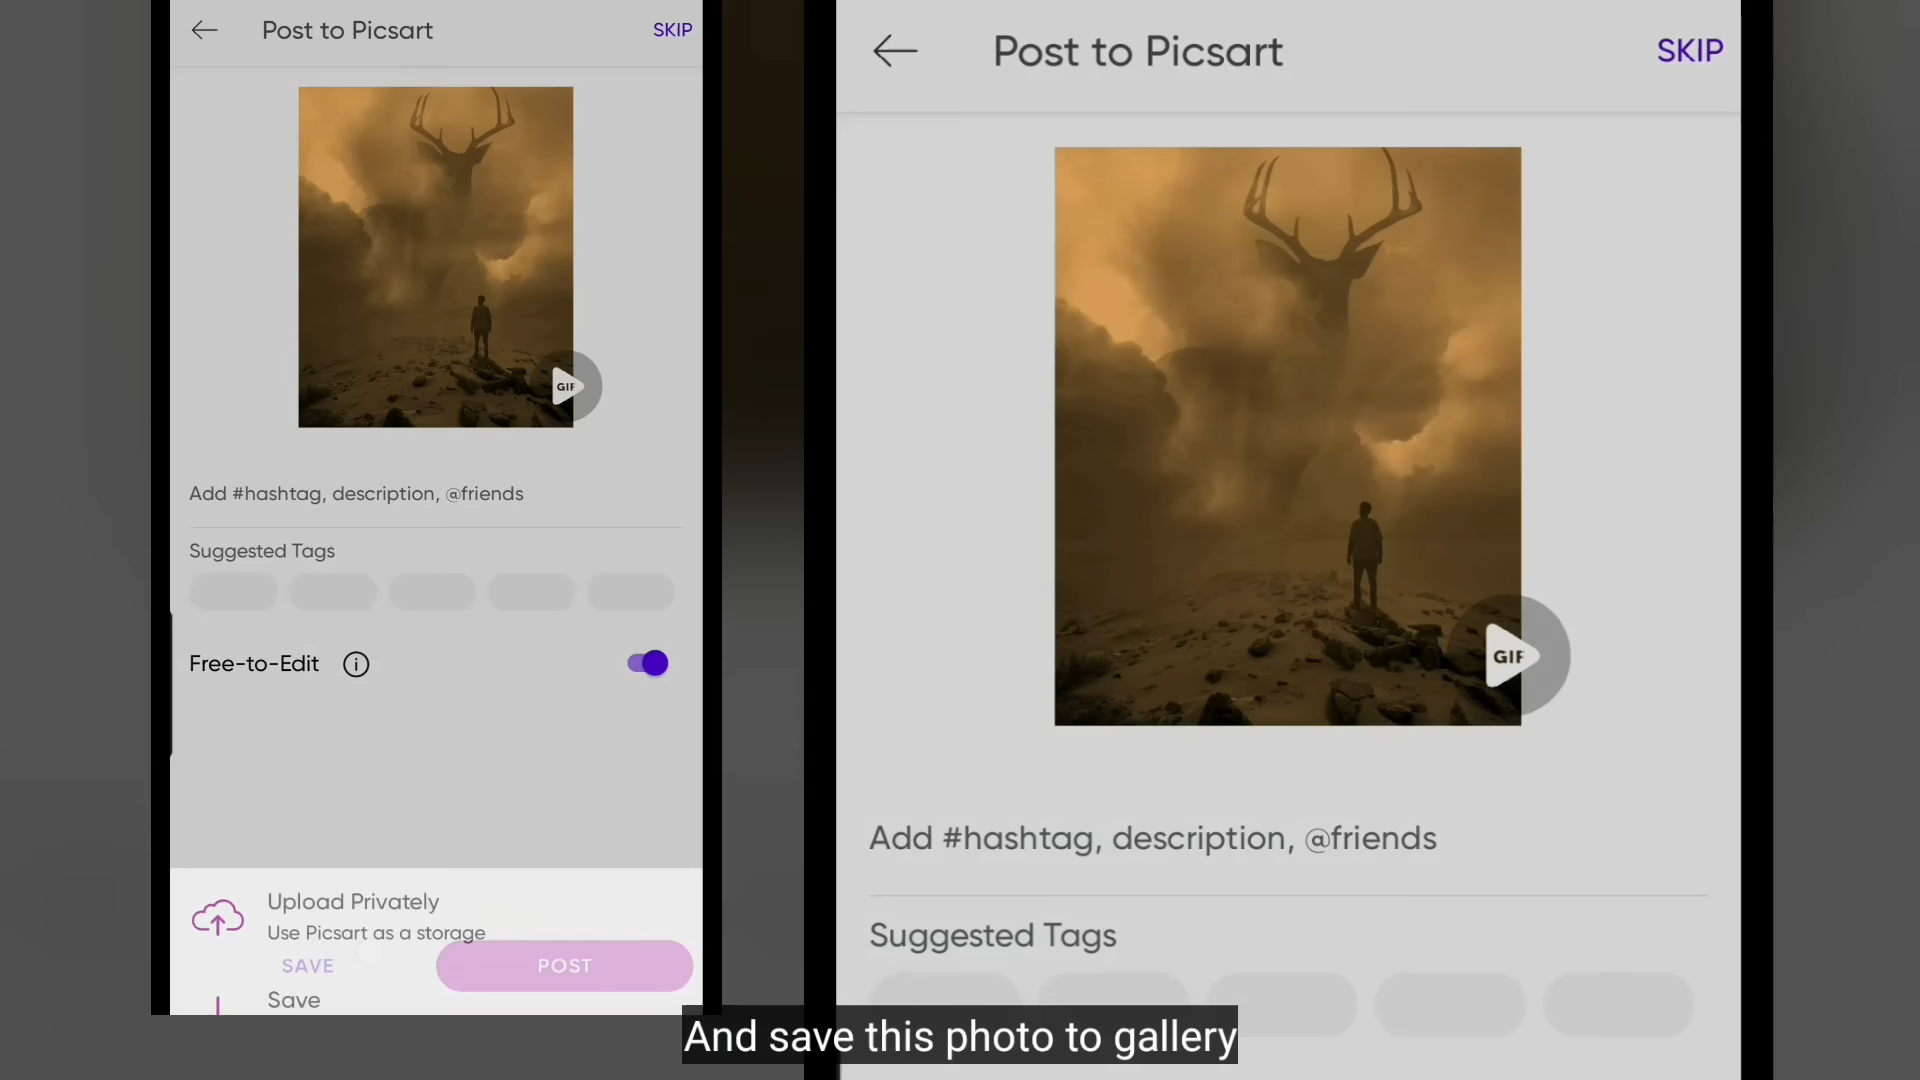 Post to Picsart
SKIP
GIF
Add #hashtag, description, @friends
Suggested Tags
Free-to-Edit
i
Upload Privately
Use Picsart as a storage
SAVE
POST
Save
Post to Picsart
SKIP
GIF
Add #hashtag, description, @friends
Suggested Tags
And save this photo to gallery